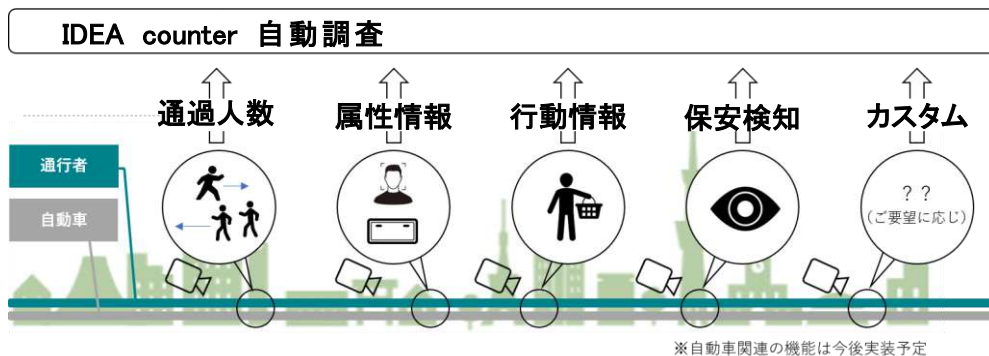 IDEA counter 自動調査
通過人数
属性情報
行動情報
保安検知
カスタム
通行者
自動車
? ?
(ご要望に応じ)
※自動車関連の機能は今後実装予定